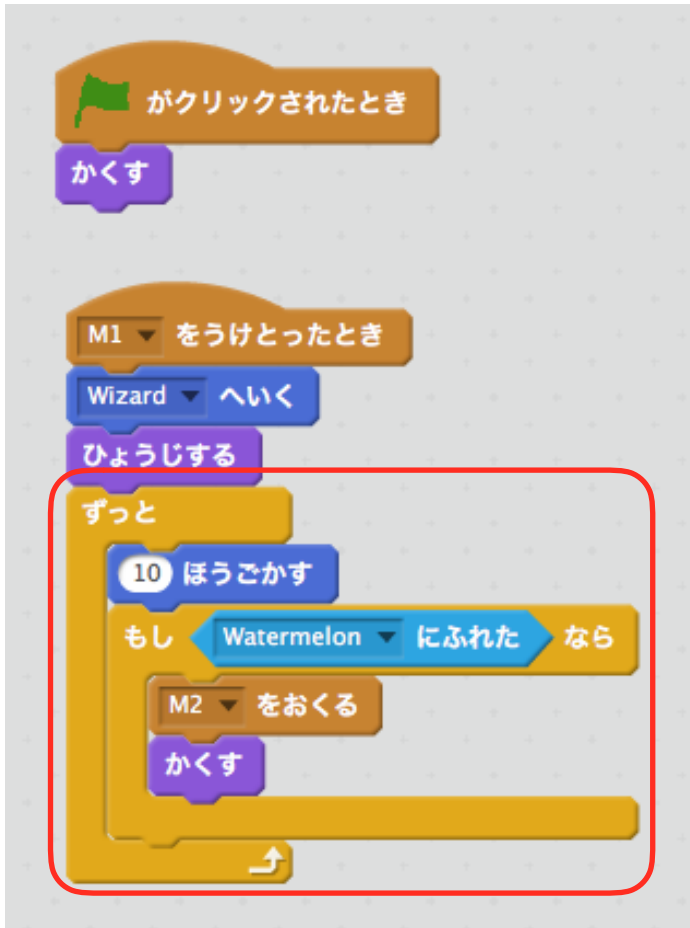 がクリックされたとき
かくす
M1 をうけとったとき
Wizard へいく
ひょうじする
ずっと
10 ほうごかす
もし Watermelon にふれた なら
M2 をおくる
かくす